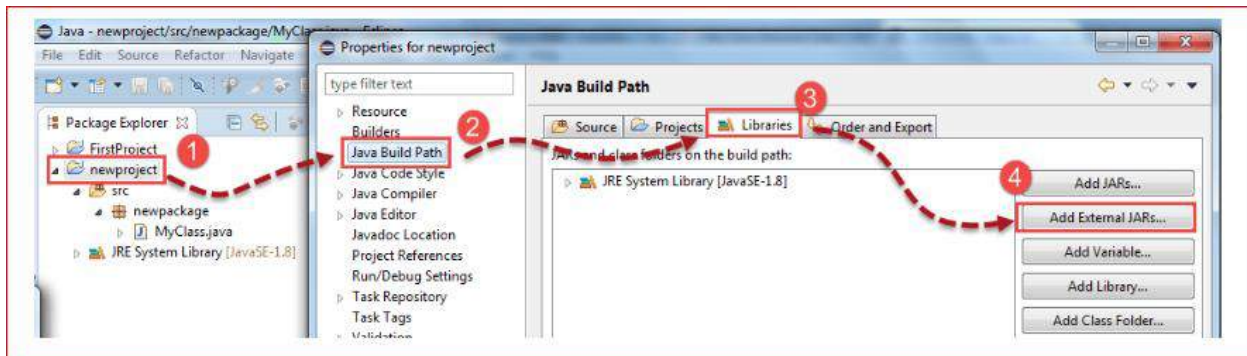 Java - newproject/src/newpackage/MyClass.java - Eclipse
File Edit Source Refactor Navigate
Package Explorer
FirstProject
1
newproject
src
newpackage
MyClass.java
JRE System Library [JavaSE-1.8]
Properties for newproject
type filter text
Resource
Builders
2
Java Build Path
Java Code Style
Java Compiler
Java Editor
Javadoc Location
Project References
Run/Debug Settings
Task Repository
Task Tags
Validation
Java Build Path
3
Source Projects Libraries Order and Export
JARs and class folders on the build path:
JRE System Library [JavaSE-1.8]
4
Add JARs...
Add External JARs...
Add Variable...
Add Library...
Add Class Folder...